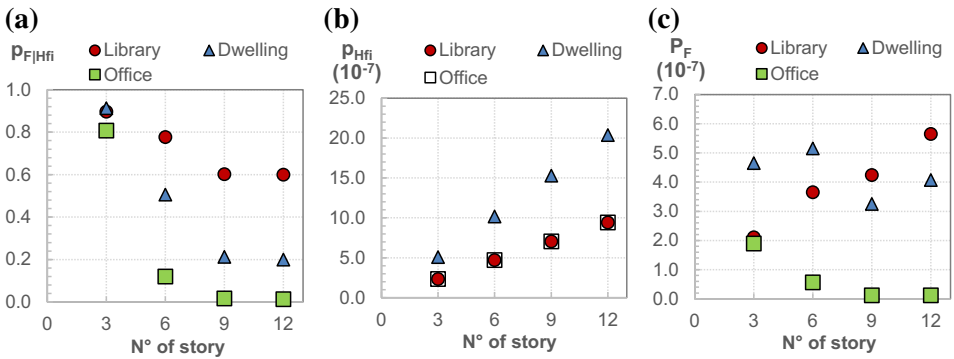 (a)
p_F|Hfi
Library
Dwelling
Office
1.0
0.8
0.6
0.4
0.2
0.0
0
3
6
9
12
N° of story
(b)
p_Hfi
(10^-7)
Library
Dwelling
Office
25.0
20.0
15.0
10.0
5.0
0.0
0
3
6
9
12
N° of story
(c)
P_F
(10^-7)
Library
Dwelling
Office
7.0
6.0
5.0
4.0
3.0
2.0
1.0
0.0
0
3
6
9
12
N° of story